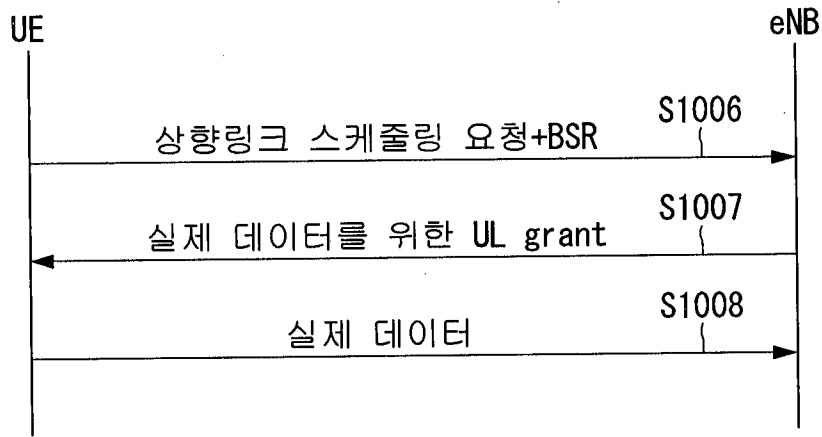 UE
eNB
S1006
상향링크 스케줄링 요청+BSR
S1007
실제 데이터를 위한 UL grant
S1008
실제 데이터